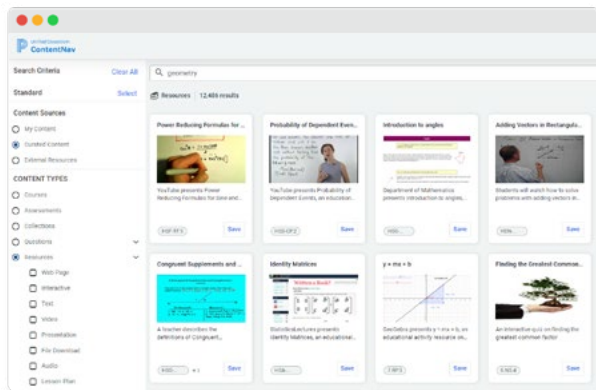 ContentNav
Search Criteria
Clear All
geometry
Standard
Select
Resources
12,406 results
Content Sources
My Content
Curated Content
External Resources
CONTENT TYPES
Courses
Assessments
Collections
Questions
Resources
Web Page
Interactive
Text
Video
Presentation
File Download
Audio
Lesson Plan
Power Reducing Formulas for ...
YouTube presents Power
Reducing Formulas for Sine and...
Save
Probability of Dependent Even...
YouTube presents Probability of
Dependent Events, an education...
Save
Introduction to angles
Department of Mathematics
presents introduction to angles,...
Save
Adding Vectors in Rectangula...
Students will watch how to solve
problems with adding vectors in...
Save
Congruent Supplements and ...
A teacher describes the
definitions of Congruent...
Save
Identity Matrices
StatisticsLectures presents
Identity Matrices, an educational...
Save
y = mx + b
GeoGebra presents y = mx + b, an
educational activity resource on...
Save
Finding the Greatest Common...
An interactive quiz on finding the
greatest common factor
Save